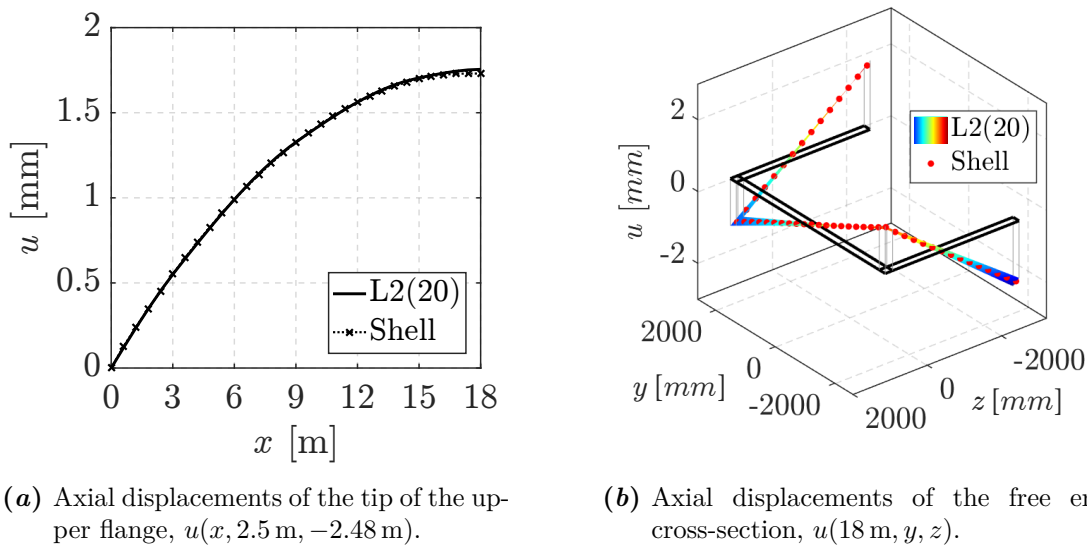 2
1.5
1
0.5
0
u [mm]
L2(20)
Shell
0 3 6 9 12 15 18
x [m]
2
0
-2
u [mm]
L2(20)
Shell
2000
0
-2000
y [mm]
2000
0
-2000
z [mm]
(a) Axial displacements of the tip of the up-
per flange, u(x, 2.5 m, −2.48 m).
(b) Axial displacements of the free en
cross-section, u(18 m, y, z).